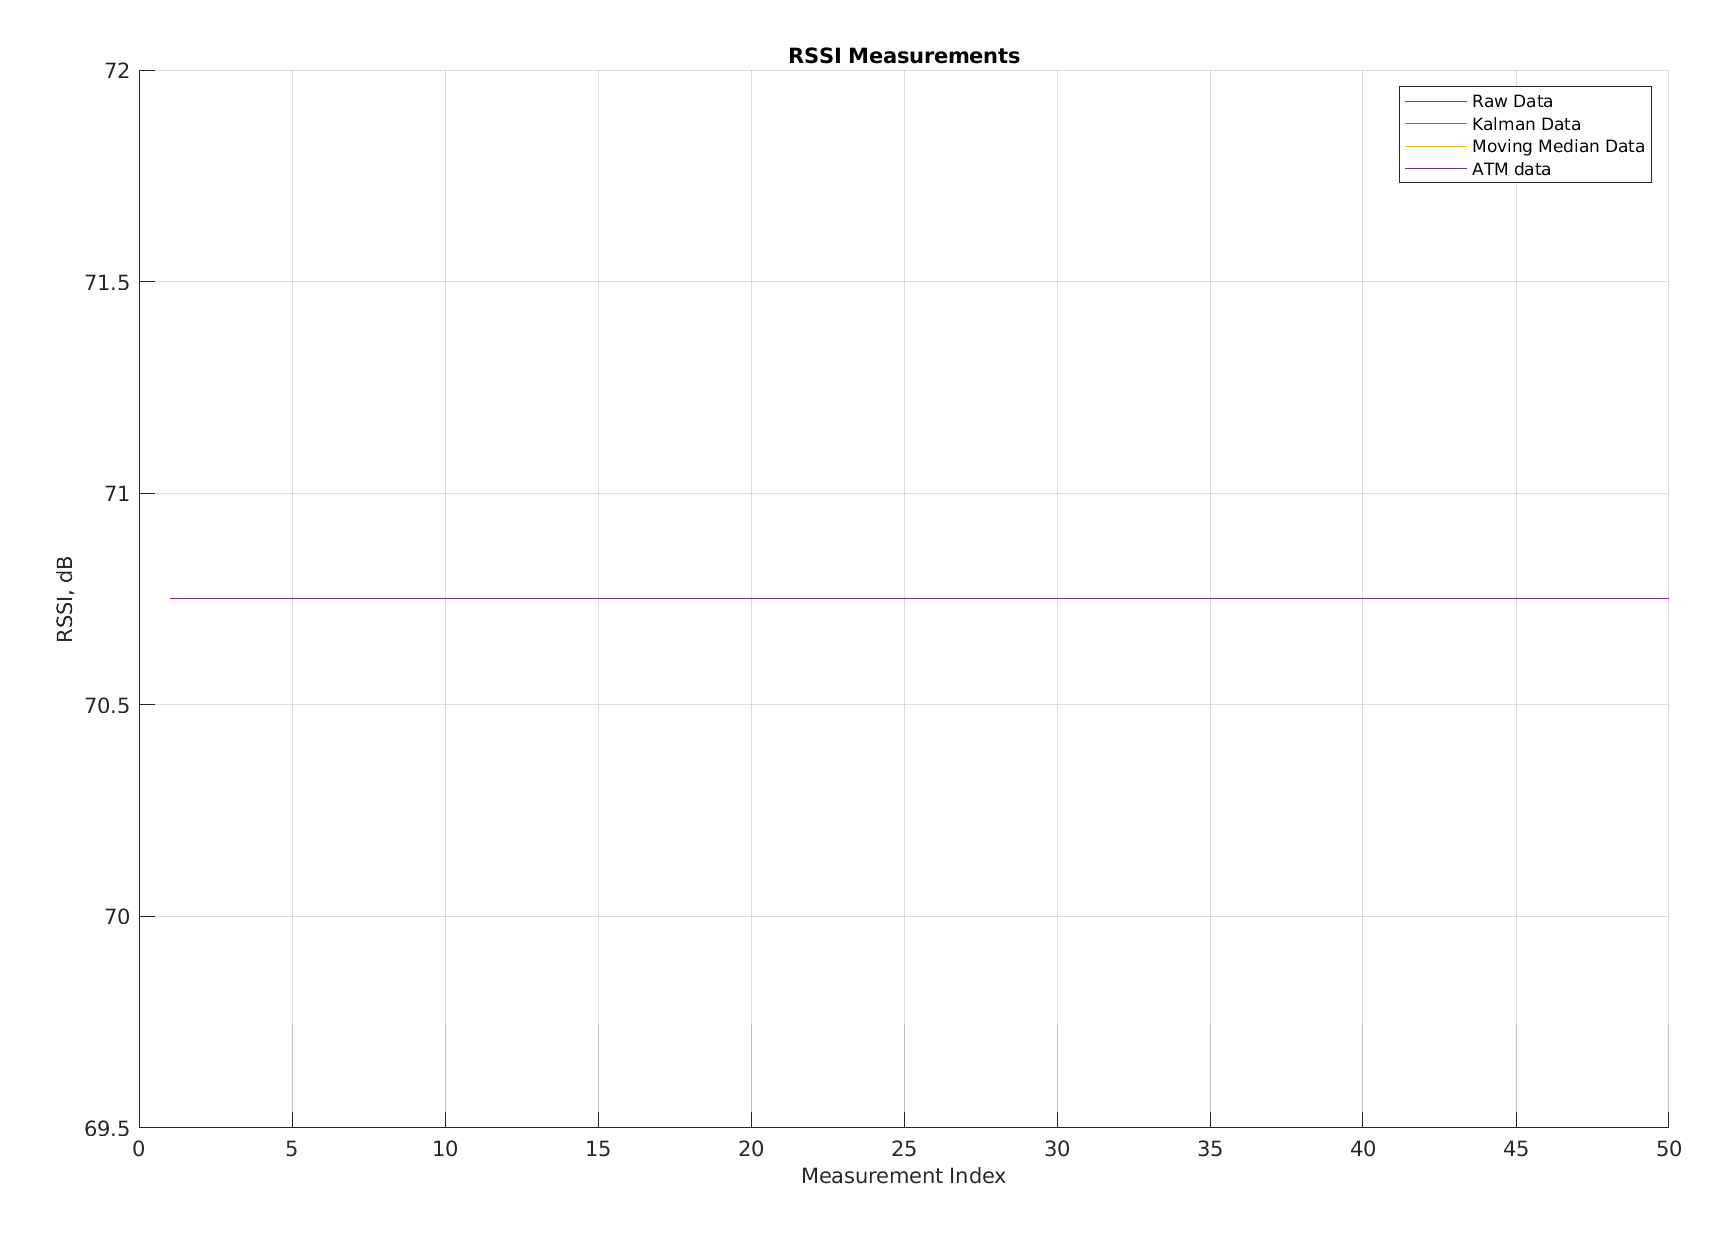 RSSI Measurements
72
71.5
71
70.5
70
69.5
RSSI, dB
Raw Data
Kalman Data
Moving Median Data
ATM data
0 5 10 15 20 25 30 35 40 45 50
Measurement Index